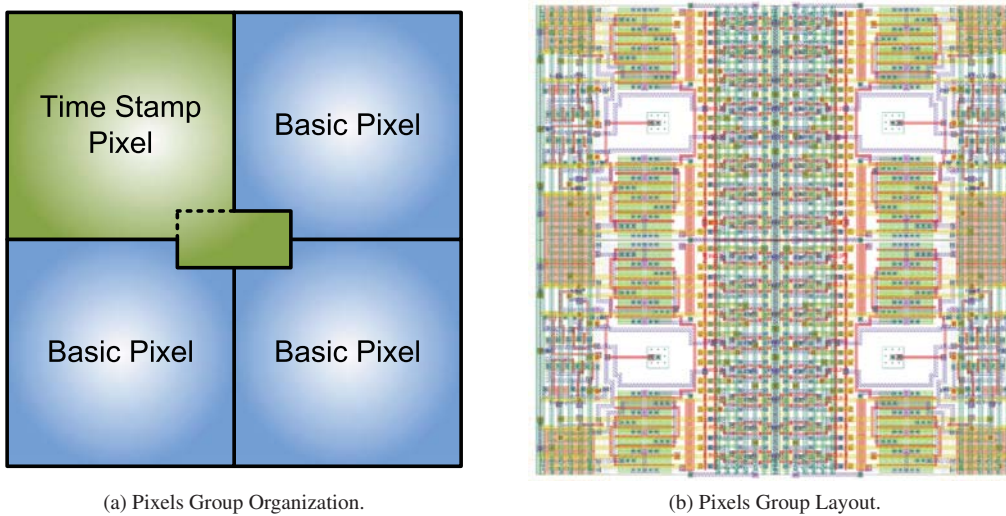 Time Stamp
Pixel
Basic Pixel
Basic Pixel
Basic Pixel
(a) Pixels Group Organization.
(b) Pixels Group Layout.